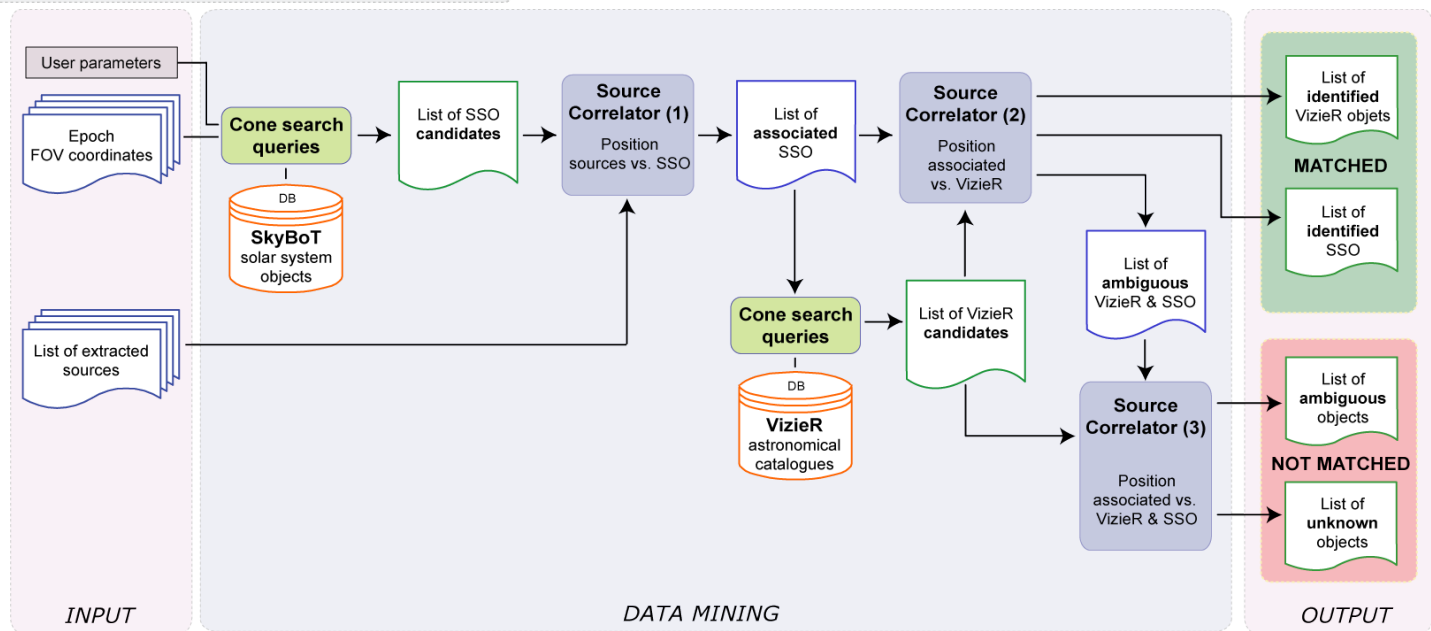 User parameters
Epoch
FOV coordinates
List of extracted
sources
INPUT
Cone search
queries
DB
SkyBoT
solar system
objects
List of SSO
candidates
Source
Correlator (1)
Position
sources vs. SSO
List of
associated
SSO
Cone search
queries
DB
VizieR
astronomical
catalogues
Source
Correlator (2)
Position
associated
vs. VizieR
List of VizieR
candidates
List of
ambiguous
VizieR & SSO
Source
Correlator (3)
Position
associated vs.
VizieR & SSO
DATA MINING
List of
identified
VizieR objets
MATCHED
List of
identified
SSO
List of
ambiguous
objects
NOT MATCHED
List of
unknown
objects
OUTPUT